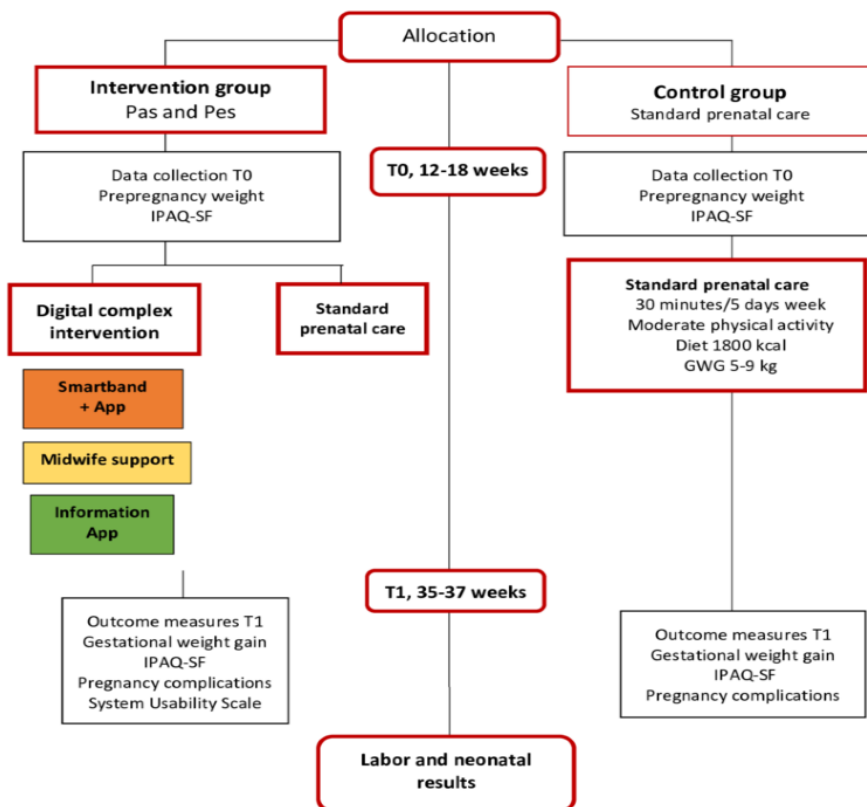 Allocation
Intervention group
Pas and Pes
Control group
Standard prenatal care
T0, 12-18 weeks
Data collection T0
Prepregnancy weight
IPAQ-SF
Data collection T0
Prepregnancy weight
IPAQ-SF
Digital complex
intervention
Standard
prenatal care
Standard prenatal care
30 minutes/5 days week
Moderate physical activity
Diet 1800 kcal
GWG 5-9 kg
Smartband
+ App
Midwife support
Information
App
T1, 35-37 weeks
Outcome measures T1
Gestational weight gain
IPAQ-SF
Pregnancy complications
System Usability Scale
Outcome measures T1
Gestational weight gain
IPAQ-SF
Pregnancy complications
Labor and neonatal
results